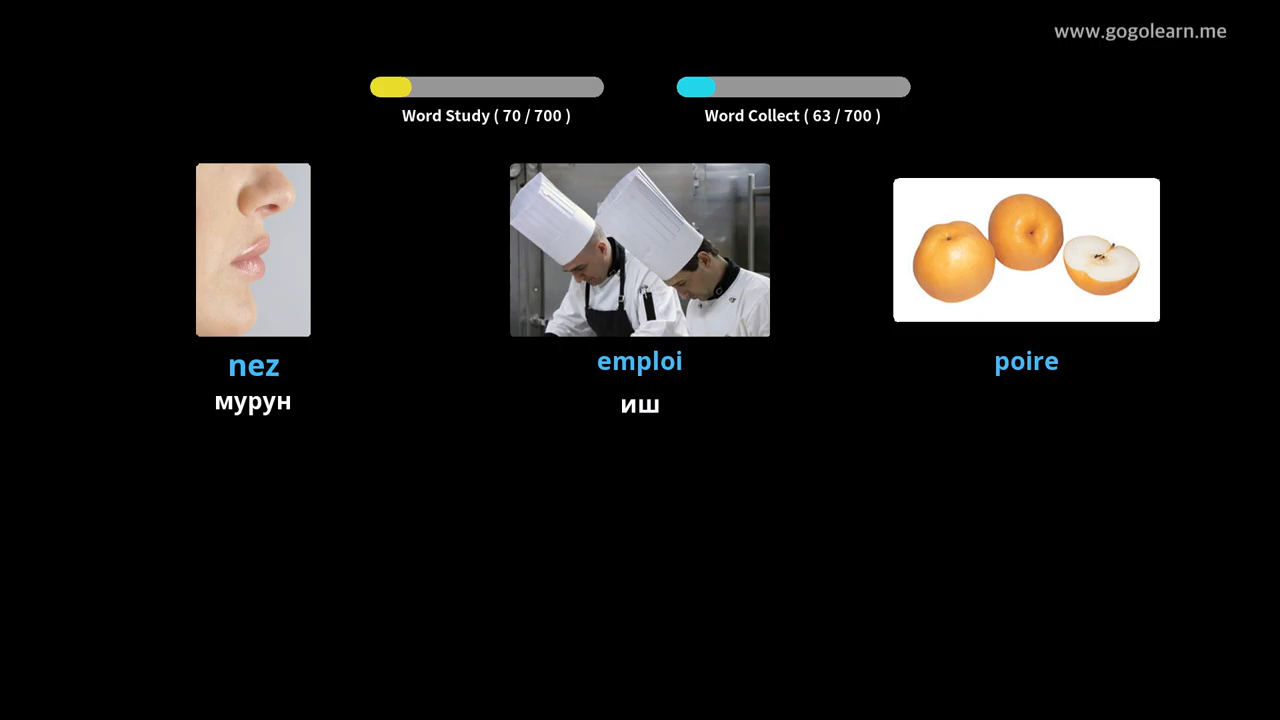 www.gogolearn.me
Word Study ( 70 / 700 )
Word Collect ( 63 / 700 )
nez
мурун
emploi
иш
poire